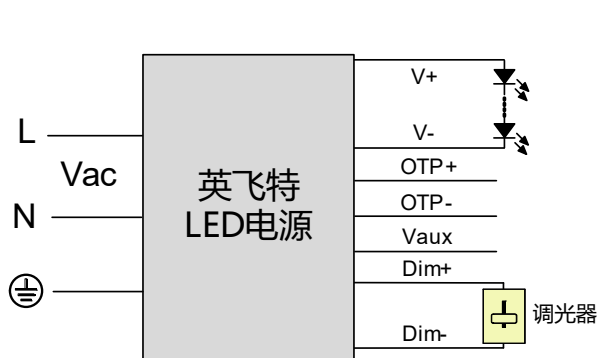 V+
L
V-
Vac
OTP+
英飞特
OTP-
N
LED电源
Vaux
Dim+
调光器
Dim-